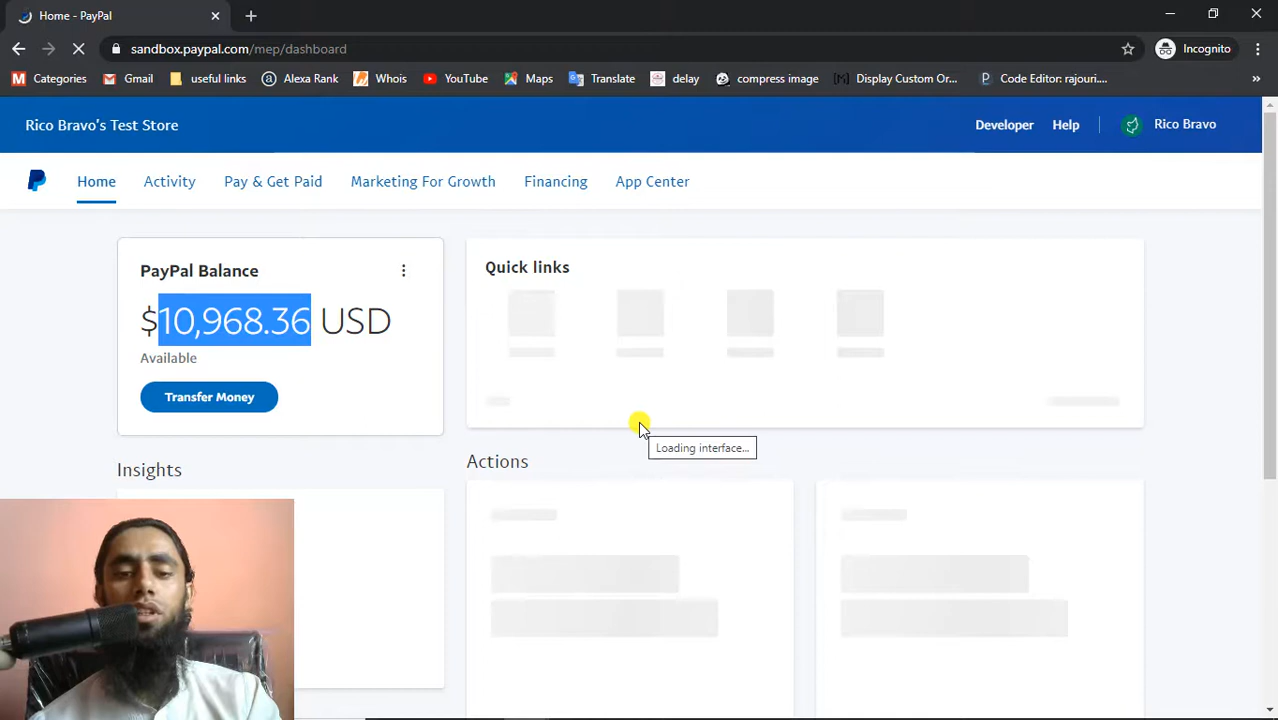 Home - PayPal
sandbox.paypal.com/mep/dashboard
Incognito
Categories
Gmail
useful links
Alexa Rank
Whois
YouTube
Maps
Translate
delay
compress image
Display Custom Or...
Code Editor: rajouri....
Rico Bravo's Test Store
Developer
Help
Rico Bravo
Home
Activity
Pay & Get Paid
Marketing For Growth
Financing
App Center
PayPal Balance
$10,968.36 USD
Available
Transfer Money
Quick links
Loading interface...
Insights
Actions